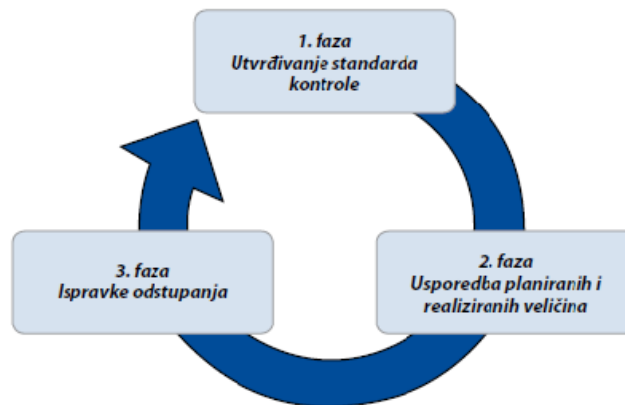 1. faza
Utvrđivanje standarda
kontrole
3. faza
Ispravke odstupanja
2. faza
Usporedba planiranih i
realiziranih veličina